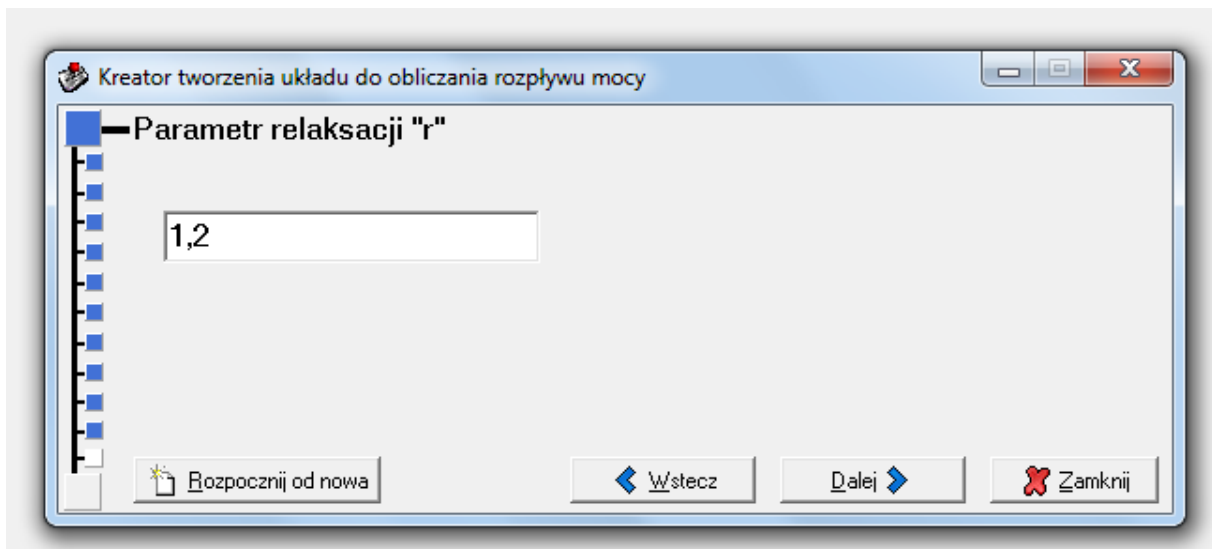 Kreator tworzenia układu do obliczania rozpływu mocy
Parametr relaksacji "r"
1,2
Rozpocznij od nowa
Wstecz
Dalej
Zamknij